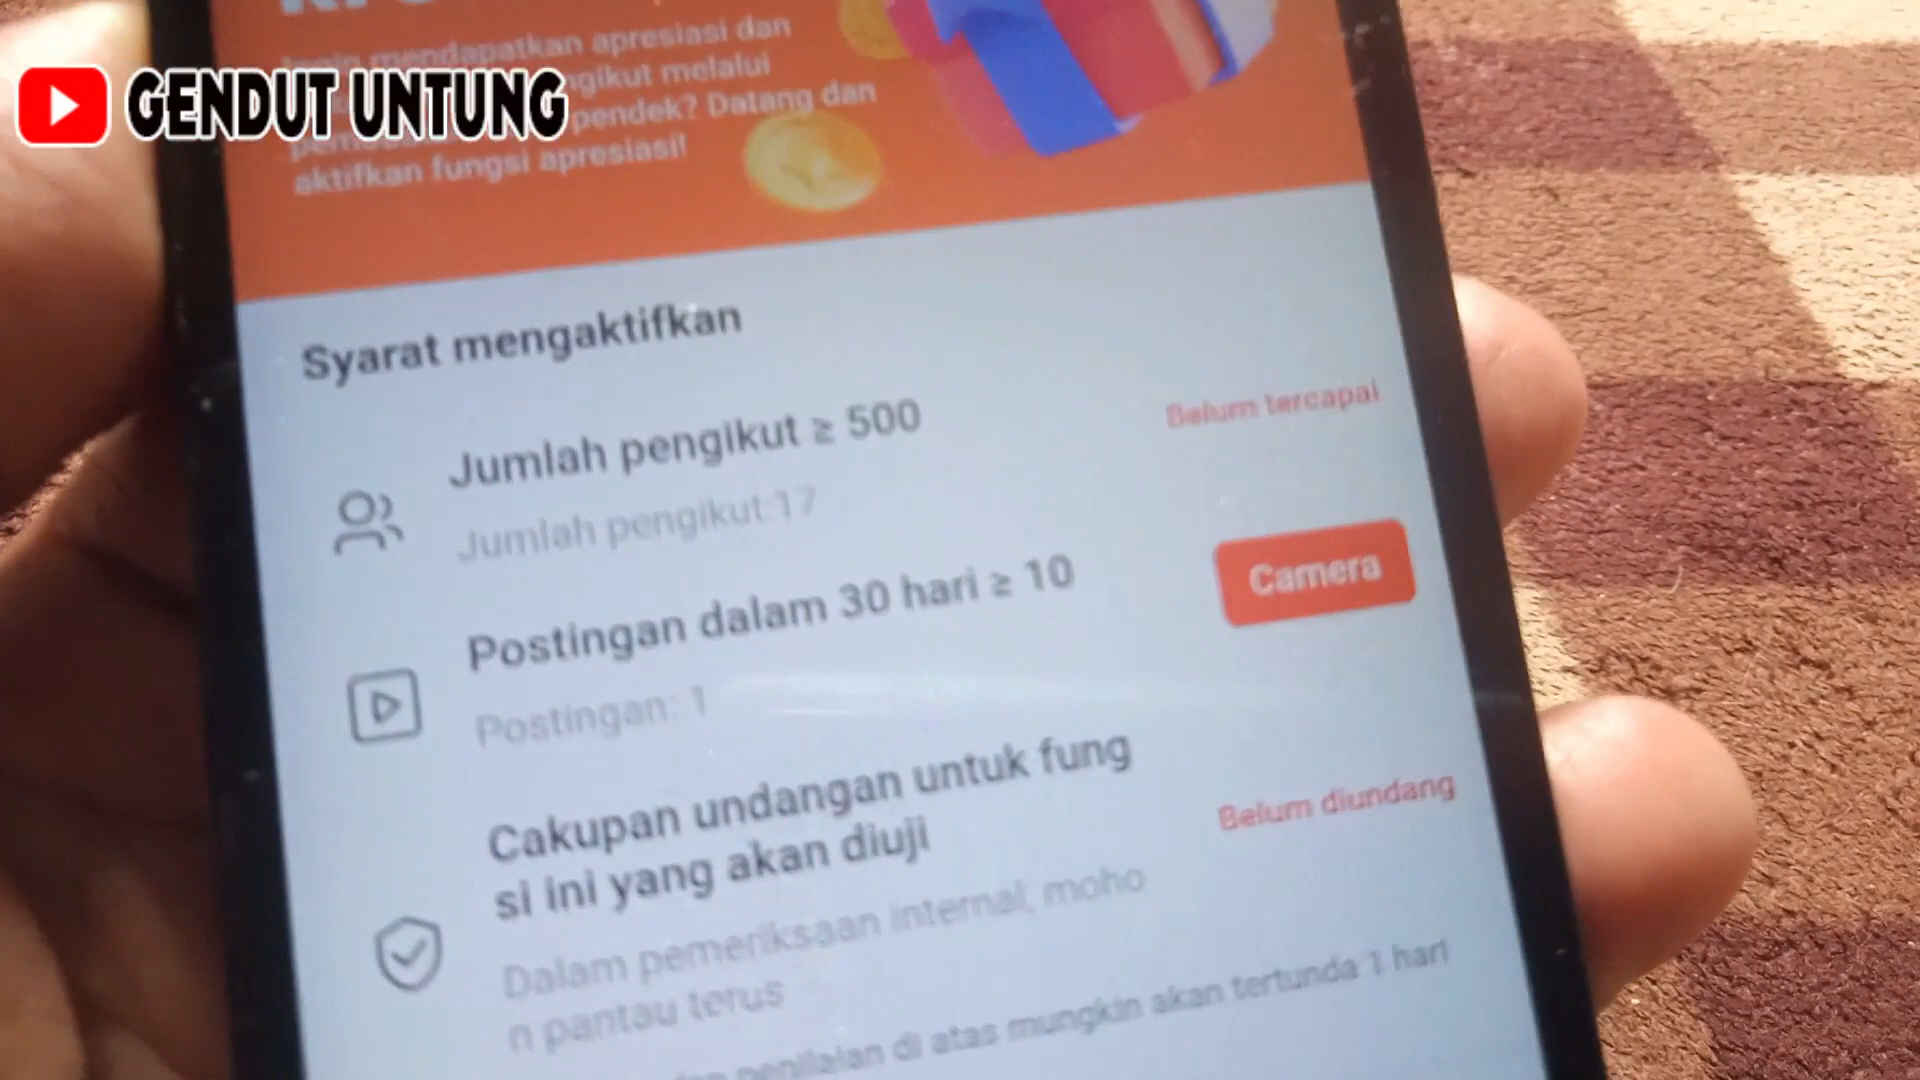 GENDUT UNTUNG
mendapatkan apresiasi dan
ngikut melalui
pendek? Datang dan
aktifkan fungsi apresiasi!
Syarat mengaktifkan
Jumlah pengikut ≥ 500
Belum tercapai
Jumlah pengikut:17
Postingan dalam 30 hari ≥ 10
Camera
Postingan: 1
Cakupan undangan untuk fung
si ini yang akan diuji
Belum diundang
Dalam pemeriksaan internal, moho
n pantau terus
penilaian di atas mungkin akan tertunda 1 hari